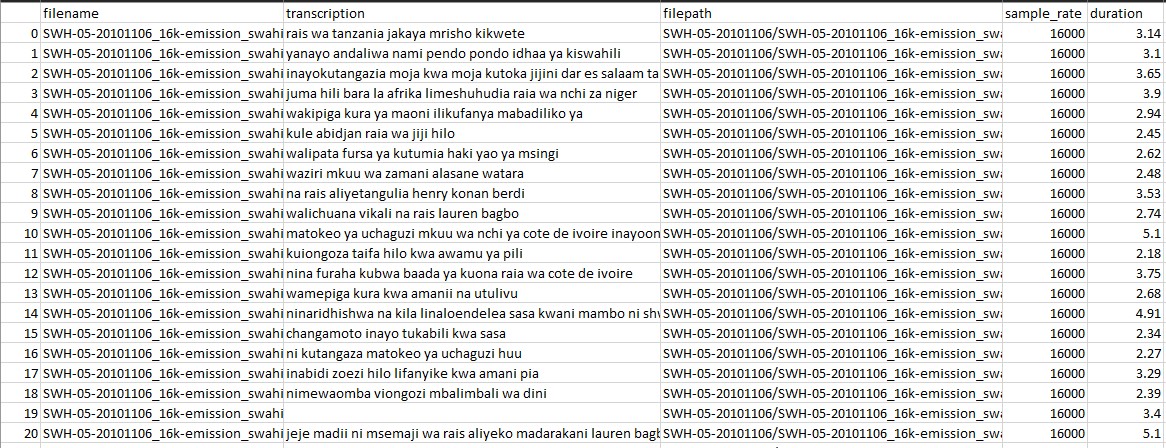 filename transcription filepath sample_rate duration
0 SWH-05-20101106_16k-emission_swahi rais wa tanzania jakaya mrisho kikwete SWH-05-20101106/SWH-05-20101106_16k-emission_swa 16000 3.14
1 SWH-05-20101106_16k-emission_swahi yanayo andaliwa nami pendo pondo idhaa ya kiswahili SWH-05-20101106/SWH-05-20101106_16k-emission_swa 16000 3.1
2 SWH-05-20101106_16k-emission_swahi inayokutangazia moja kwa moja kutoka jijini dar es salaam ta SWH-05-20101106/SWH-05-20101106_16k-emission_swa 16000 3.65
3 SWH-05-20101106_16k-emission_swahi juma hili bara la afrika limeshuhudia raia wa nchi za niger SWH-05-20101106/SWH-05-20101106_16k-emission_swa 16000 3.9
4 SWH-05-20101106_16k-emission_swahi wakipiga kura ya maoni ilikufanya mabadiliko ya SWH-05-20101106/SWH-05-20101106_16k-emission_swa 16000 2.94
5 SWH-05-20101106_16k-emission_swahi kule abidjan raia wa jiji hilo SWH-05-20101106/SWH-05-20101106_16k-emission_swa 16000 2.45
6 SWH-05-20101106_16k-emission_swahi walipata fursa ya kutumia haki yao ya msingi SWH-05-20101106/SWH-05-20101106_16k-emission_swa 16000 2.62
7 SWH-05-20101106_16k-emission_swahi waziri mkuu wa zamani alasane watara SWH-05-20101106/SWH-05-20101106_16k-emission_swa 16000 2.48
8 SWH-05-20101106_16k-emission_swahi na rais aliyetangulia henry konan berdi SWH-05-20101106/SWH-05-20101106_16k-emission_swa 16000 3.53
9 SWH-05-20101106_16k-emission_swahi walichuana vikali na rais lauren bagbo SWH-05-20101106/SWH-05-20101106_16k-emission_swa 16000 2.74
10 SWH-05-20101106_16k-emission_swahi matokeo ya uchaguzi mkuu wa nchi ya cote de ivoire inayoon SWH-05-20101106/SWH-05-20101106_16k-emission_swa 16000 5.1
11 SWH-05-20101106_16k-emission_swahi kuiongoza taifa hilo kwa awamu ya pili SWH-05-20101106/SWH-05-20101106_16k-emission_swa 16000 2.18
12 SWH-05-20101106_16k-emission_swahi nina furaha kubwa baada ya kuona raia wa cote de ivoire SWH-05-20101106/SWH-05-20101106_16k-emission_swa 16000 3.75
13 SWH-05-20101106_16k-emission_swahi wamepiga kura kwa amanii na utulivu SWH-05-20101106/SWH-05-20101106_16k-emission_swa 16000 2.68
14 SWH-05-20101106_16k-emission_swahi ninaridhishwa na kila linaloendelea sasa kwani mambo ni shw SWH-05-20101106/SWH-05-20101106_16k-emission_swa 16000 4.91
15 SWH-05-20101106_16k-emission_swahi changamoto inayo tukabili kwa sasa SWH-05-20101106/SWH-05-20101106_16k-emission_swa 16000 2.34
16 SWH-05-20101106_16k-emission_swahi ni kutangaza matokeo ya uchaguzi huu SWH-05-20101106/SWH-05-20101106_16k-emission_swa 16000 2.27
17 SWH-05-20101106_16k-emission_swahi inabidi zoezi hilo lifanyike kwa amani pia SWH-05-20101106/SWH-05-20101106_16k-emission_swa 16000 3.29
18 SWH-05-20101106_16k-emission_swahi nimewaomba viongozi mbalimbali wa dini SWH-05-20101106/SWH-05-20101106_16k-emission_swa 16000 2.39
19 SWH-05-20101106_16k-emission_swahi SWH-05-20101106/SWH-05-20101106_16k-emission_swa 16000 3.4
20 SWH-05-20101106_16k-emission_swahi jeje madii ni msemaji wa rais aliyeko madarakani lauren bagb SWH-05-20101106/SWH-05-20101106_16k-emission_swa 16000 5.1